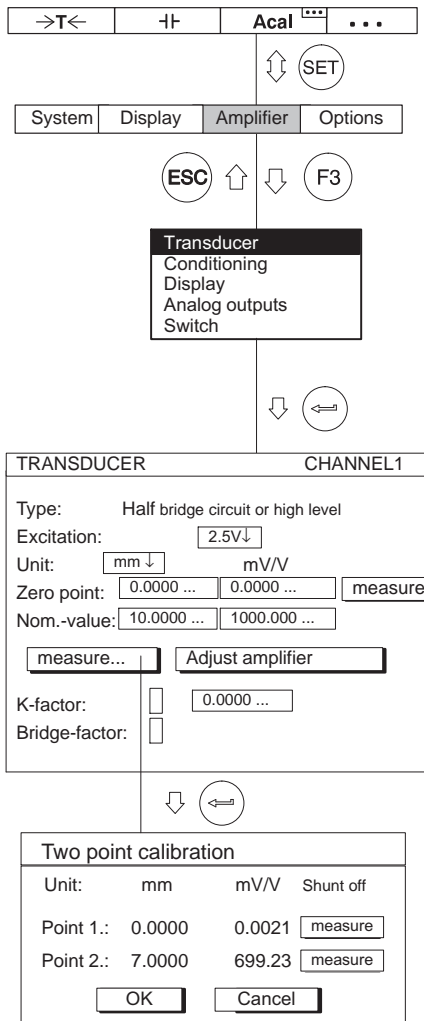 →T← ⊣⊢ Acal ... ...
SET
System Display Amplifier Options
ESC F3
Transducer
Conditioning
Display
Analog outputs
Switch
TRANSDUCER CHANNEL1
Type: Half bridge circuit or high level
Excitation: 2.5V↓
Unit: mm ↓ mV/V
Zero point: 0.0000 ... 0.0000 ... measure
Nom.-value: 10.0000 ... 1000.000 ...
measure... Adjust amplifier
K-factor: 0.0000 ...
Bridge-factor:
Two point calibration
Unit: mm mV/V Shunt off
Point 1.: 0.0000 0.0021 measure
Point 2.: 7.0000 699.23 measure
OK Cancel